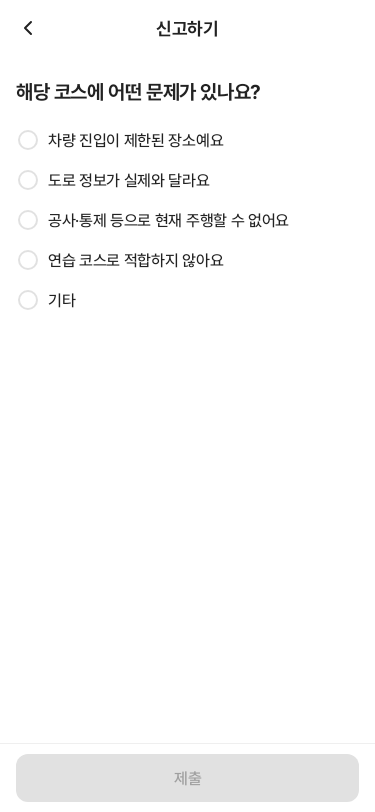 신고하기
해당 코스에 어떤 문제가 있나요?
차량 진입이 제한된 장소예요
도로 정보가 실제와 달라요
공사·통제 등으로 현재 주행할 수 없어요
연습 코스로 적합하지 않아요
기타
제출